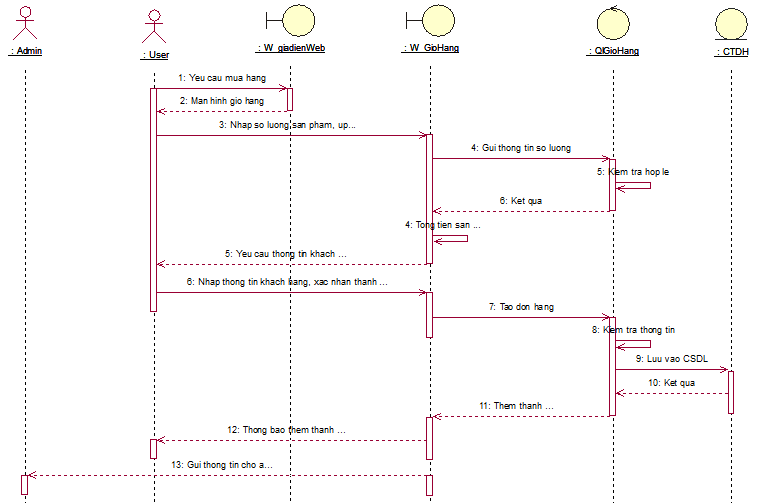 : Admin
: User
: W_giadienWeb
: W_GioHang
: QlGioHang
: CTDH
1: Yeu cau mua hang
2: Man hinh gio hang
3: Nhap so luong san pham, up...
4: Gui thong tin so luong
5: Kem tra hop le
6: Ket qua
4: Tong tien san ...
5: Yeu cau thong tin khach ...
6: Nhap thong tin khach hang, xac nhan thanh ...
7: Tao don hang
8: Kiem tra thong tin
9: Luu vao CSDL
10: Ket qua
11: Them thanh ...
12: Thong bao them thanh ...
13: Gui thong tin cho a...